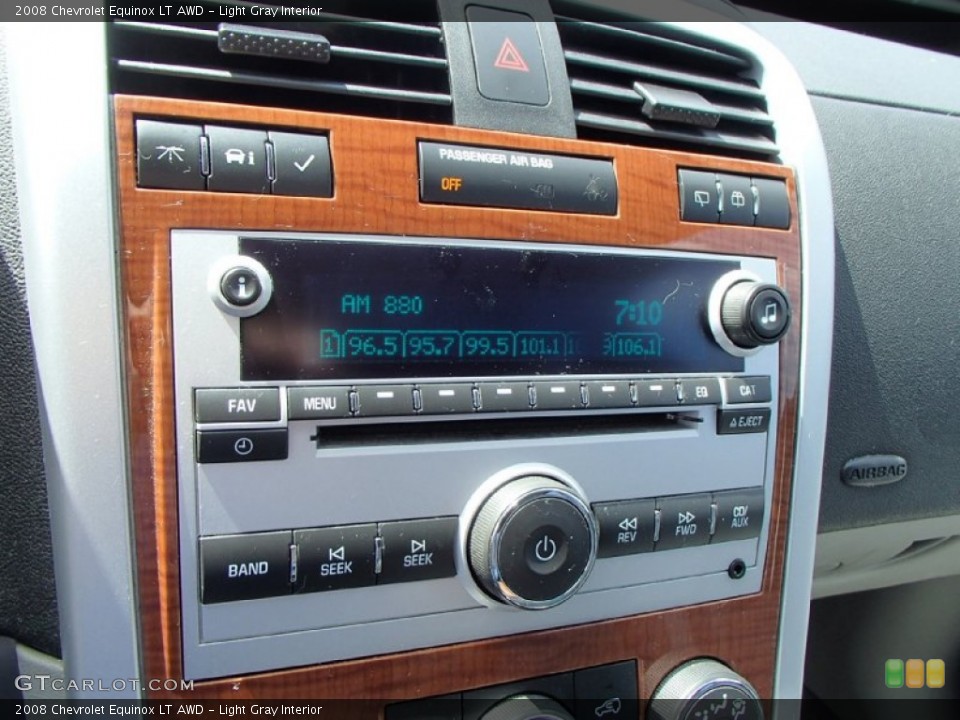 2008 Chevrolet Equinox LT AWD - Light Gray Interior
PASSENGER AIR BAG
OFF
i
i
AM 880
7:10
1 96.5 95.7 99.5 101.1 106.1
FAV
MENU
EQ
CAT
EJECT
AIRBAG
BAND
SEEK
SEEK
REV
FWD
CD/
AUX
GTCARLOT.COM
2008 Chevrolet Equinox LT AWD - Light Gray Interior